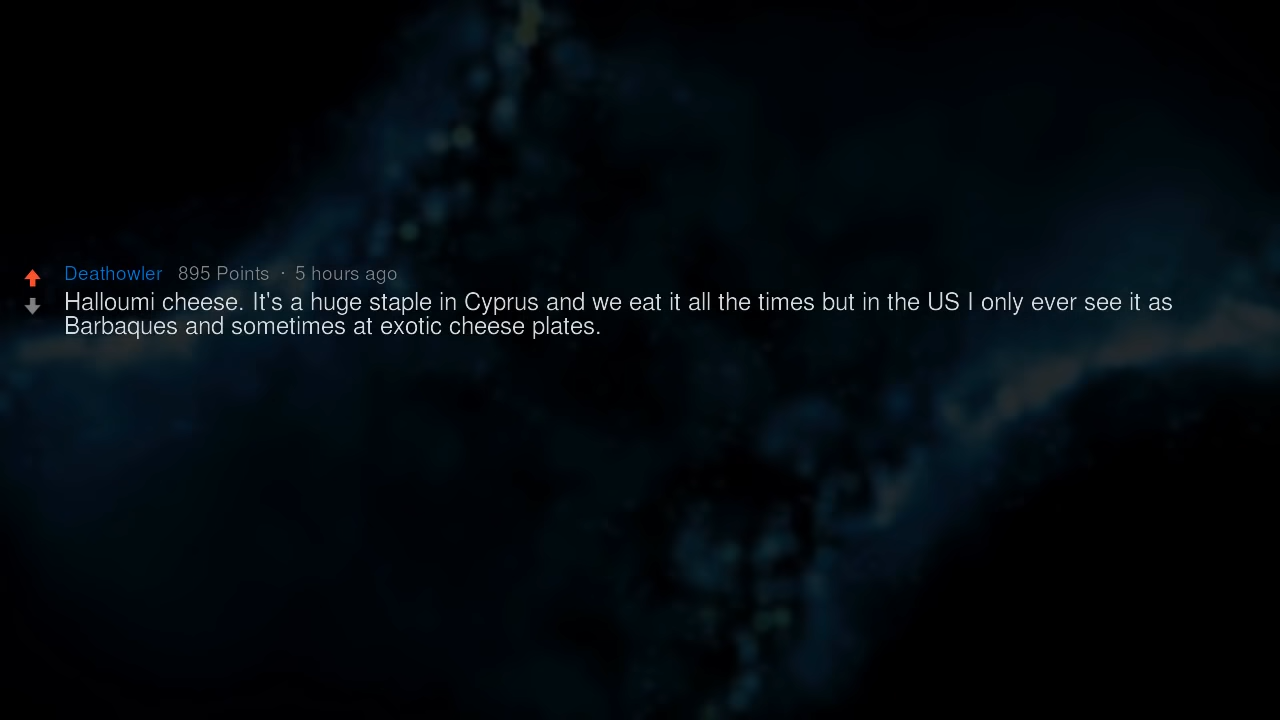 Deathowler 895 Points · 5 hours ago
Halloumi cheese. It's a huge staple in Cyprus and we eat it all the times but in the US I only ever see it as
Barbaques and sometimes at exotic cheese plates.